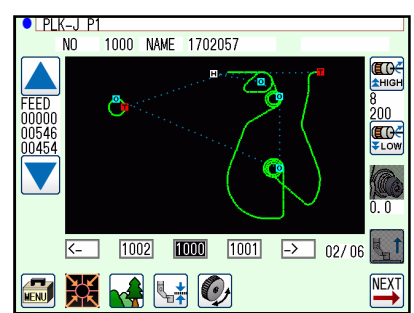 PLK-J P1
NO 1000 NAME 1702057
HIGH
FEED
00000
00546
00454
8
200
LOW
0.0
H
<- 1002 1000 1001 -> 02/06
MENU
NEXT